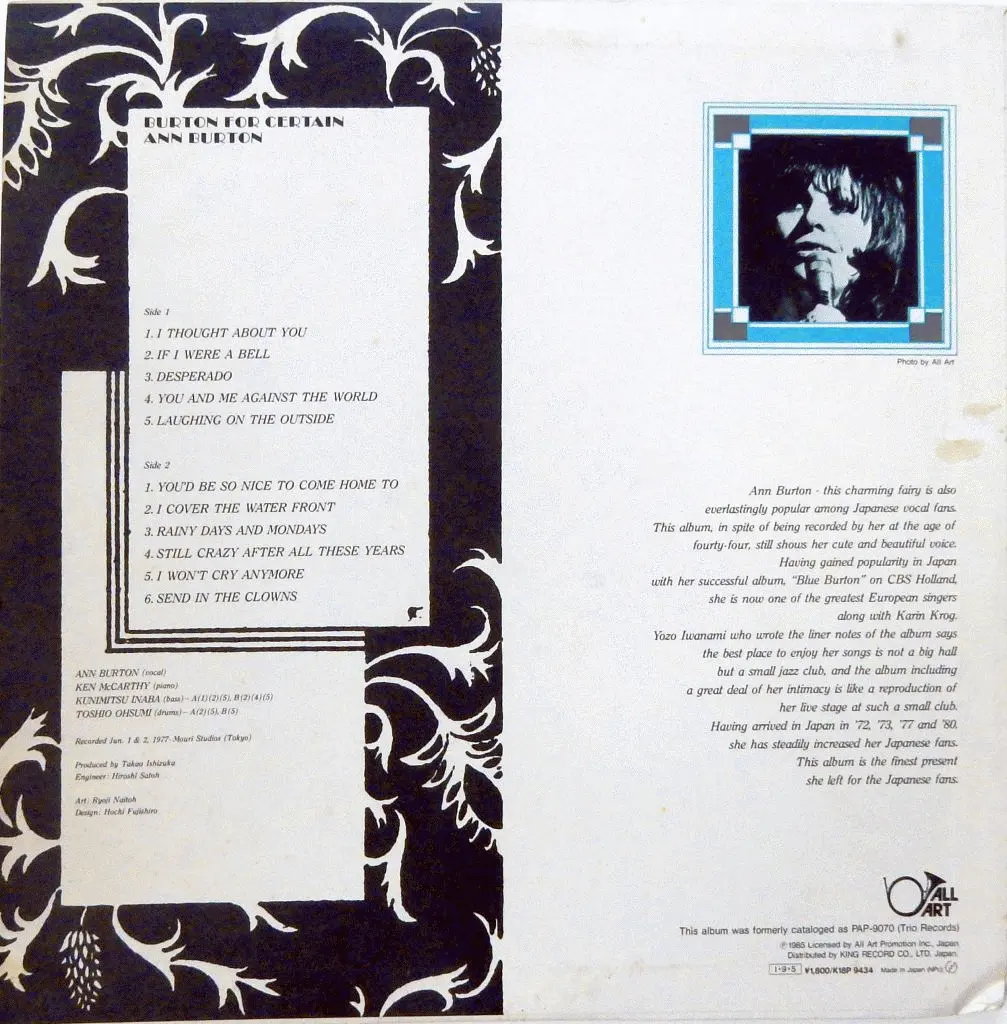 BURTON FOR CERTAIN
ANN BURTON
Side 1
1. I THOUGHT ABOUT YOU
2. IF I WERE A BELL
3. DESPERADO
4. YOU AND ME AGAINST THE WORLD
5. LAUGHING ON THE OUTSIDE
Side 2
1. YOU'D BE SO NICE TO COME HOME TO
2. I COVER THE WATER FRONT
3. RAINY DAYS AND MONDAYS
4. STILL CRAZY AFTER ALL THESE YEARS
5. I WON'T CRY ANYMORE
6. SEND IN THE CLOWNS
ANN BURTON (vocal)
KEN McCARTHY (piano)
KUNIMITSU INABA (bass)–A(1)(2)(5), B(2)(4)(5)
TOSHIO OHSUMI (drums)–A(2)(5), B(5)
Recorded Jun. 1 & 2, 1977–Mouri Studios (Tokyo)
Produced by Takao Ishizuka
Engineer: Hiroshi Satoh
Art: Ryoji Naitoh
Design: Hochi Fujishiro
Photo by All Art
Ann Burton - this charming fairy is also
everlastingly popular among Japanese vocal fans.
This album, in spite of being recorded by her at the age of
fourty-four, still shows her cute and beautiful voice.
Having gained popularity in Japan
with her successful album, "Blue Burton" on CBS Holland,
she is now one of the greatest European singers
along with Karin Krog.
Yozo Iwanami who wrote the liner notes of the album says
the best place to enjoy her songs is not a big hall
but a small jazz club, and the album including
a great deal of her intimacy is like a reproduction of
her live stage at such a small club.
Having arrived in Japan in '72, '73, '77 and '80,
she has steadily increased her Japanese fans.
This album is the finest present
she left for the Japanese fans.
ALL
ART
This album was formerly cataloged as PAP-9070 (Trio Records)
℗1985 Licensed by All Art Promotion Inc., Japan
Distributed by KING RECORD CO., LTD. Japan.
1·9·5 ¥1,800/K18P 9434 Made in Japan